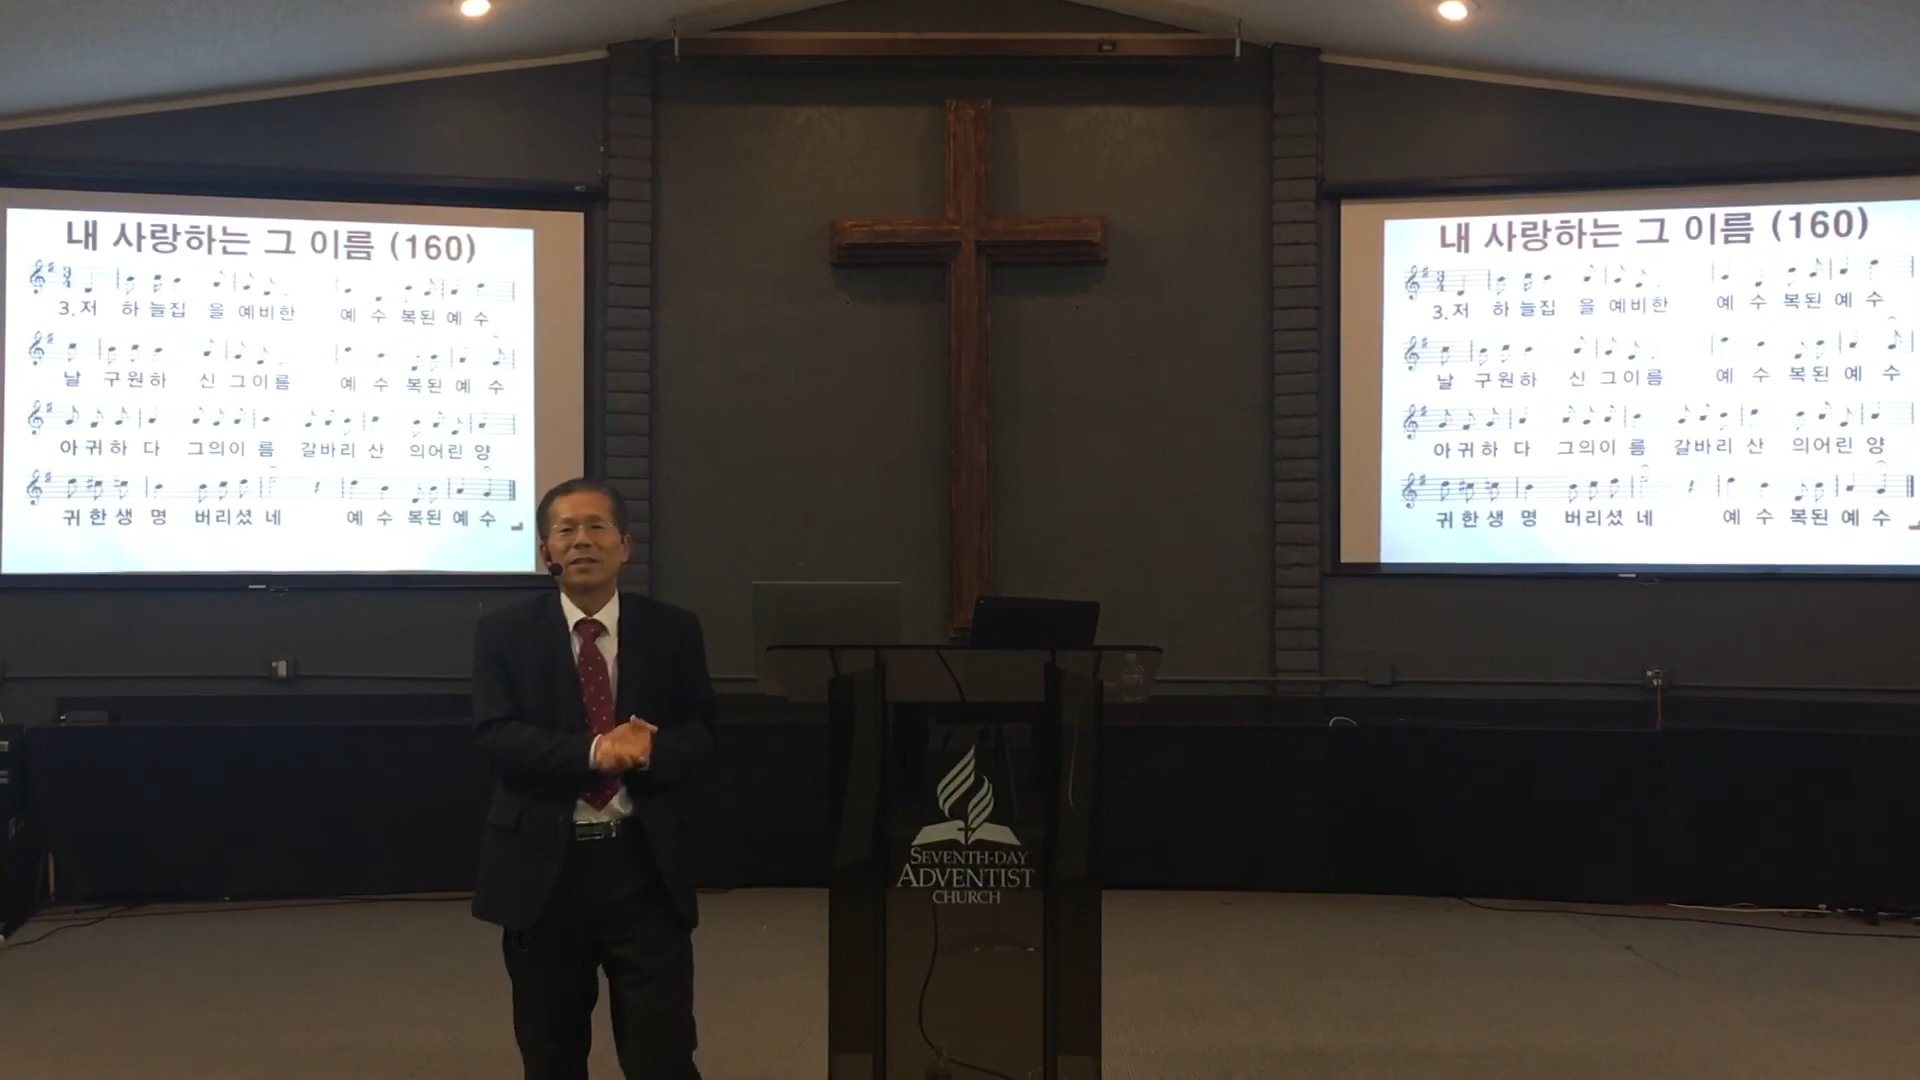 내 사랑하는 그 이름 (160)
3. 저 하늘집 을 예비한 예 수 복된 예 수
날 구원하 신 그이름 예 수 복된 예 수
아귀하 다 그의이 름 갈바리 산 의어린 양
귀한생 명 버리셨 네 예 수 복된 예 수
내 사랑하는 그 이름 (160)
3. 저 하늘집 을 예비한 예 수 복된 예 수
날 구원하 신 그이름 예 수 복된 예 수
아귀하 다 그의이 름 갈바리 산 의어린 양
귀한생 명 버리셨 네 예 수 복된 예 수
SEVENTH-DAY
ADVENTIST
CHURCH